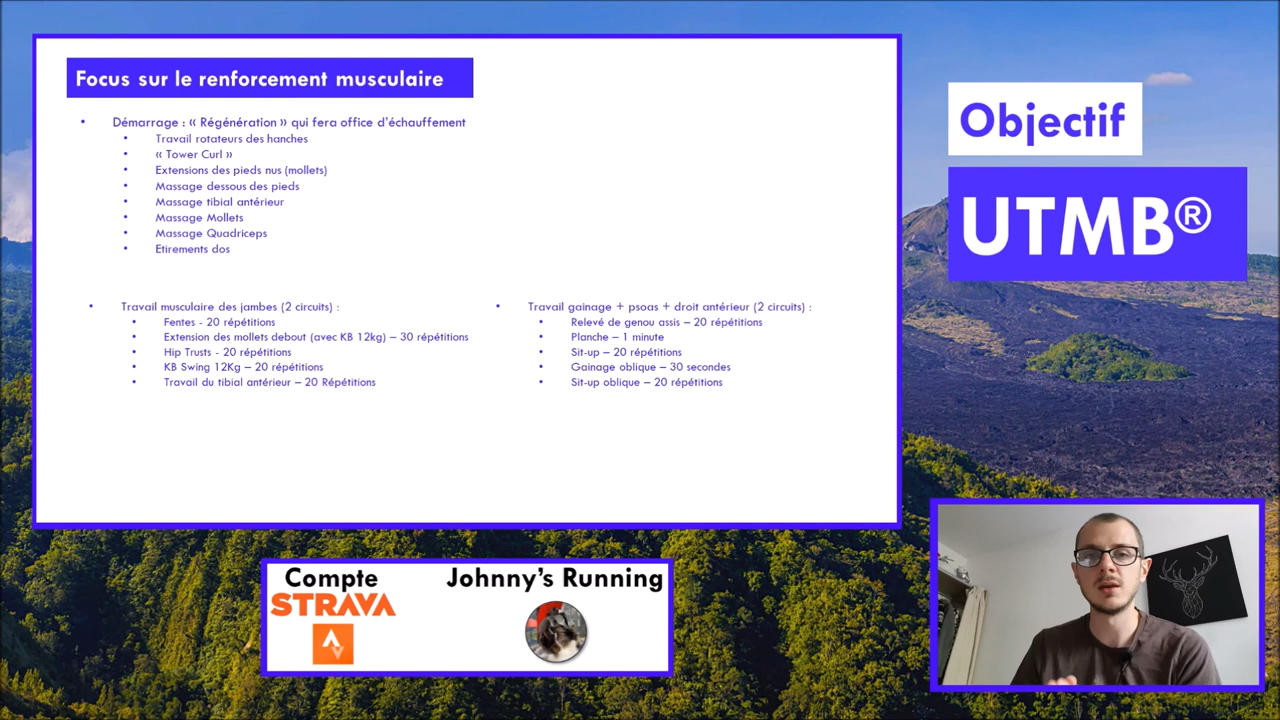 Focus sur le renforcement musculaire
• Démarrage : « Régénération » qui fera office d'échauffement
• Travail rotateurs des hanches
• « Tower Curl »
• Extensions des pieds nus (mollets)
• Massage dessous des pieds
• Massage tibial antérieur
• Massage Mollets
• Massage Quadriceps
• Etirements dos
• Travail musculaire des jambes (2 circuits) :
• Fentes - 20 répétitions
• Extension des mollets debout (avec KB 12kg) – 30 répétitions
• Hip Trusts - 20 répétitions
• KB Swing 12Kg – 20 répétitions
• Travail du tibial antérieur – 20 Répétitions
• Travail gainage + psoas + droit antérieur (2 circuits) :
• Relevé de genou assis – 20 répétitions
• Planche – 1 minute
• Sit-up – 20 répétitions
• Gainage oblique – 30 secondes
• Sit-up oblique – 20 répétitions
Objectif
UTMB®
Compte
STRAVA
Johnny's Running